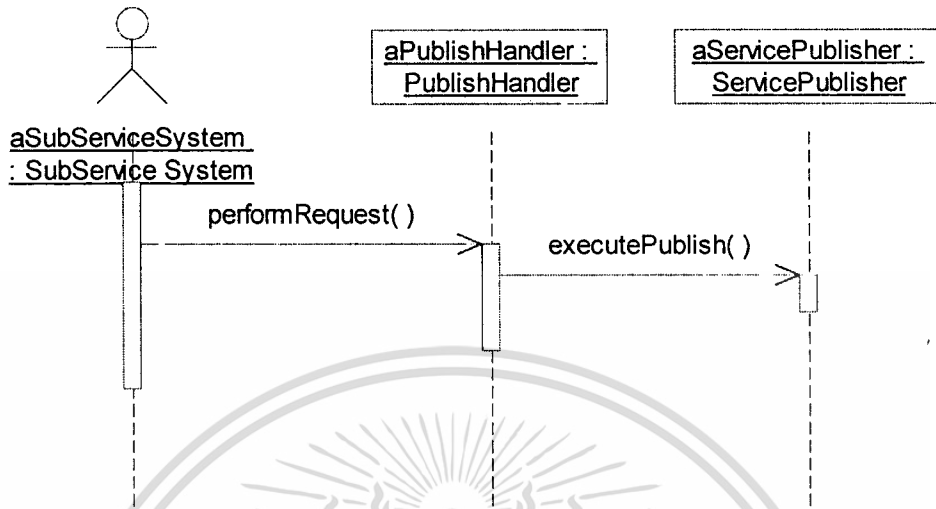 aPublishHandler :
PublishHandler
aServicePublisher :
ServicePublisher
aSubServiceSystem
: SubService System
performRequest( )
executePublish( )